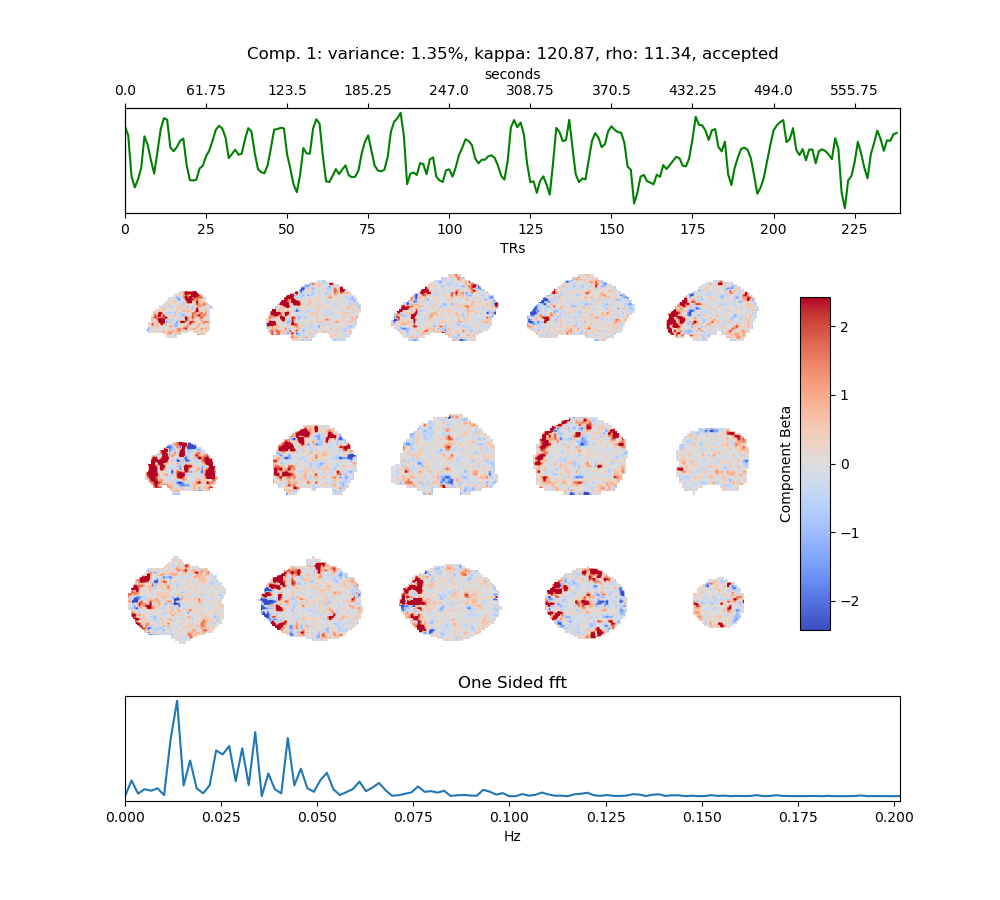 Comp. 1: variance: 1.35%, kappa: 120.87, rho: 11.34, accepted
seconds
0.0 61.75 123.5 185.25 247.0 308.75 370.5 432.25 494.0 555.75
0 25 50 75 100 125 150 175 200 225
TRs
2
1
0
−1
−2
Component Beta
One Sided fft
0.000 0.025 0.050 0.075 0.100 0.125 0.150 0.175 0.200
Hz